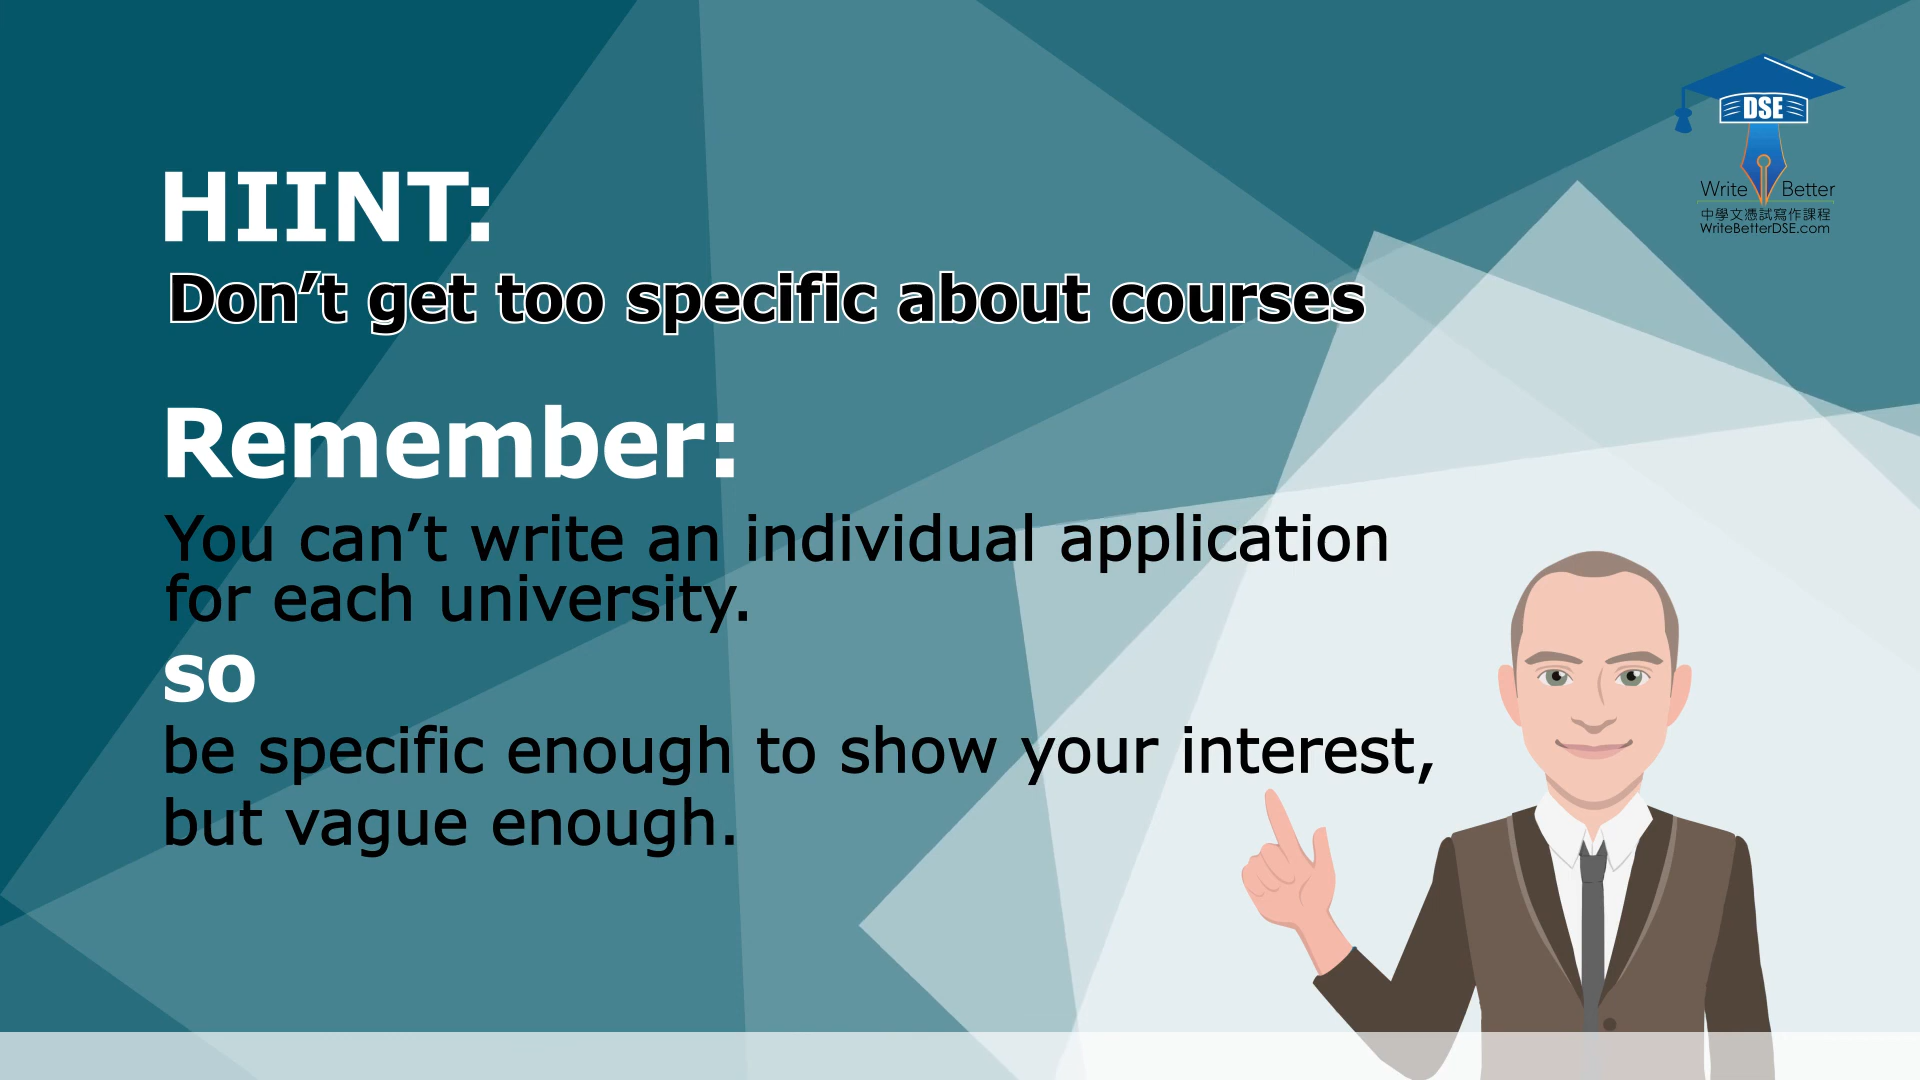 HIINT:
Don’t get too specific about courses
Remember:
You can’t write an individual application
for each university.
so
be specific enough to show your interest,
but vague enough.
DSE
Write Better
中學文憑試寫作課程
WriteBetterDSE.com